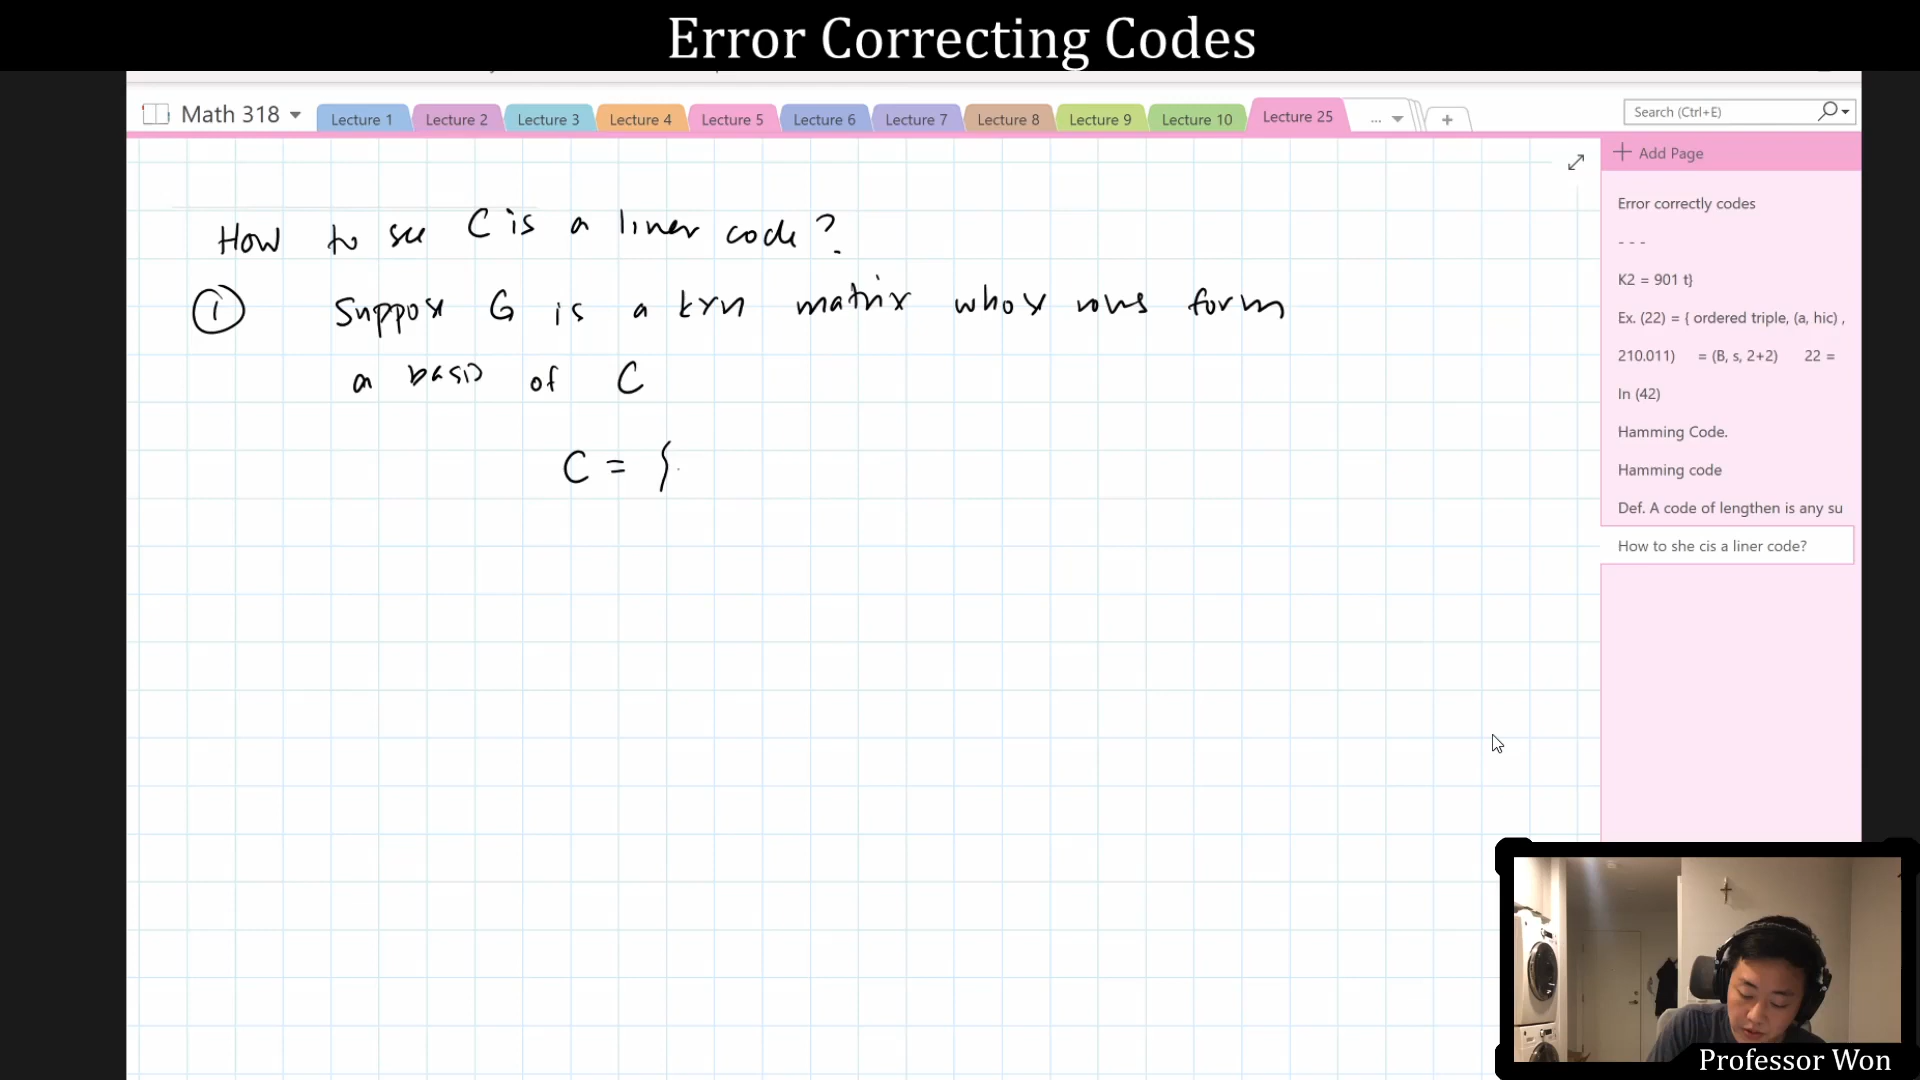 Error Correcting Codes
Math 318
Lecture 1
Lecture 2
Lecture 3
Lecture 4
Lecture 5
Lecture 6
Lecture 7
Lecture 8
Lecture 9
Lecture 10
Lecture 25
...
+
Search (Ctrl+E)
Add Page
How to see C is a liner code?
① Suppose G is a k×n matrix whose rows form
a basis of C
C = {
Error correctly codes
- - -
K2 = 901 t}
Ex. (22) = { ordered triple, (a, hic) ,
210.011) = (B, s, 2+2) 22 =
In (42)
Hamming Code.
Hamming code
Def. A code of lengthen is any su
How to she cis a liner code?
Professor Won